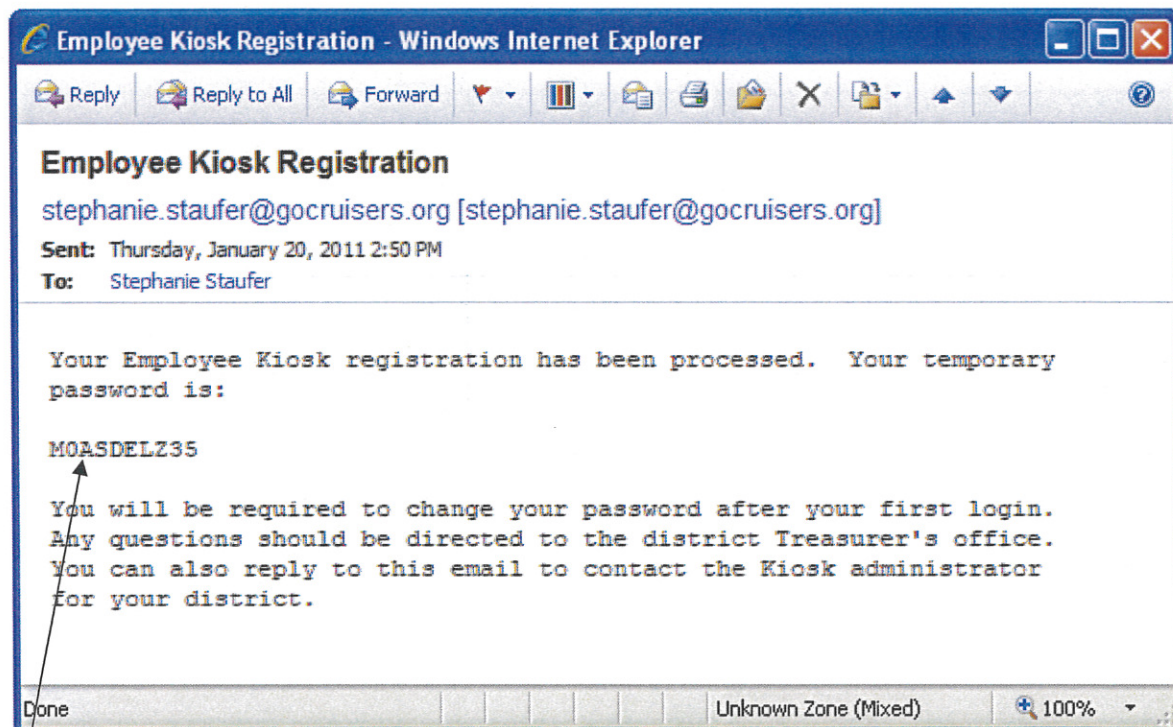 Employee Kiosk Registration - Windows Internet Explorer
Reply Reply to All Forward
Employee Kiosk Registration
stephanie.staufer@gocruisers.org [stephanie.staufer@gocruisers.org]
Sent: Thursday, January 20, 2011 2:50 PM
To: Stephanie Staufer
Your Employee Kiosk registration has been processed. Your temporary
password is:
M0ASDELZ35
You will be required to change your password after your first login.
Any questions should be directed to the district Treasurer's office.
You can also reply to this email to contact the Kiosk administrator
for your district.
Done Unknown Zone (Mixed) 100%